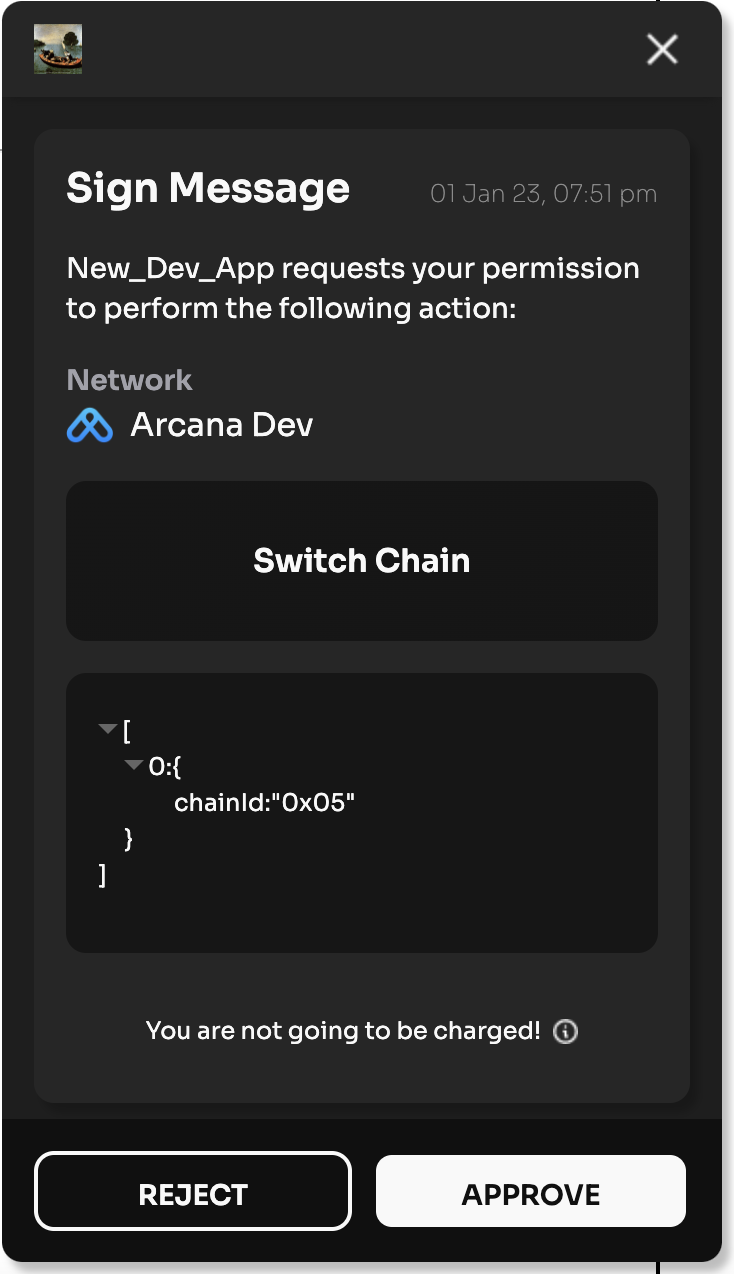 Sign Message
01 Jan 23, 07:51 pm
New_Dev_App requests your permission
to perform the following action:
Network
Arcana Dev
Switch Chain
[
0:{
chainId:"0x05"
}
]
You are not going to be charged!
REJECT
APPROVE